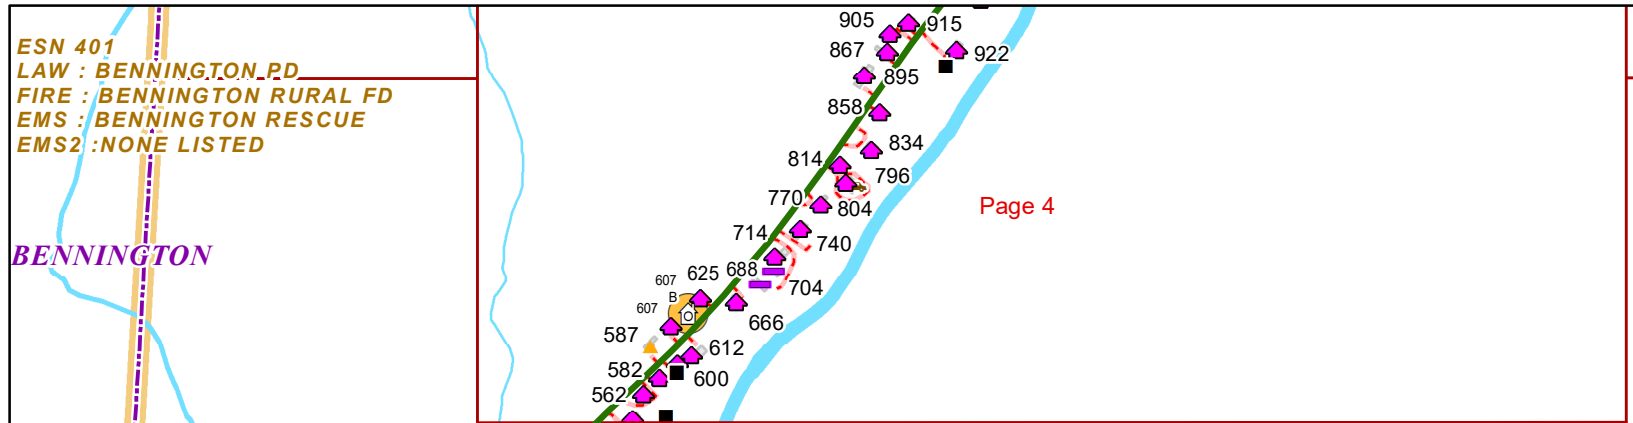 ESN 401
LAW : BENNINGTON PD
FIRE : BENNINGTON RURAL FD
EMS : BENNINGTON RESCUE
EMS2 :NONE LISTED
BENNINGTON
905
915
867
922
895
858
834
814
796
770
804
Page 4
714
740
607
625
688
B
704
607
O
666
587
612
582
600
562